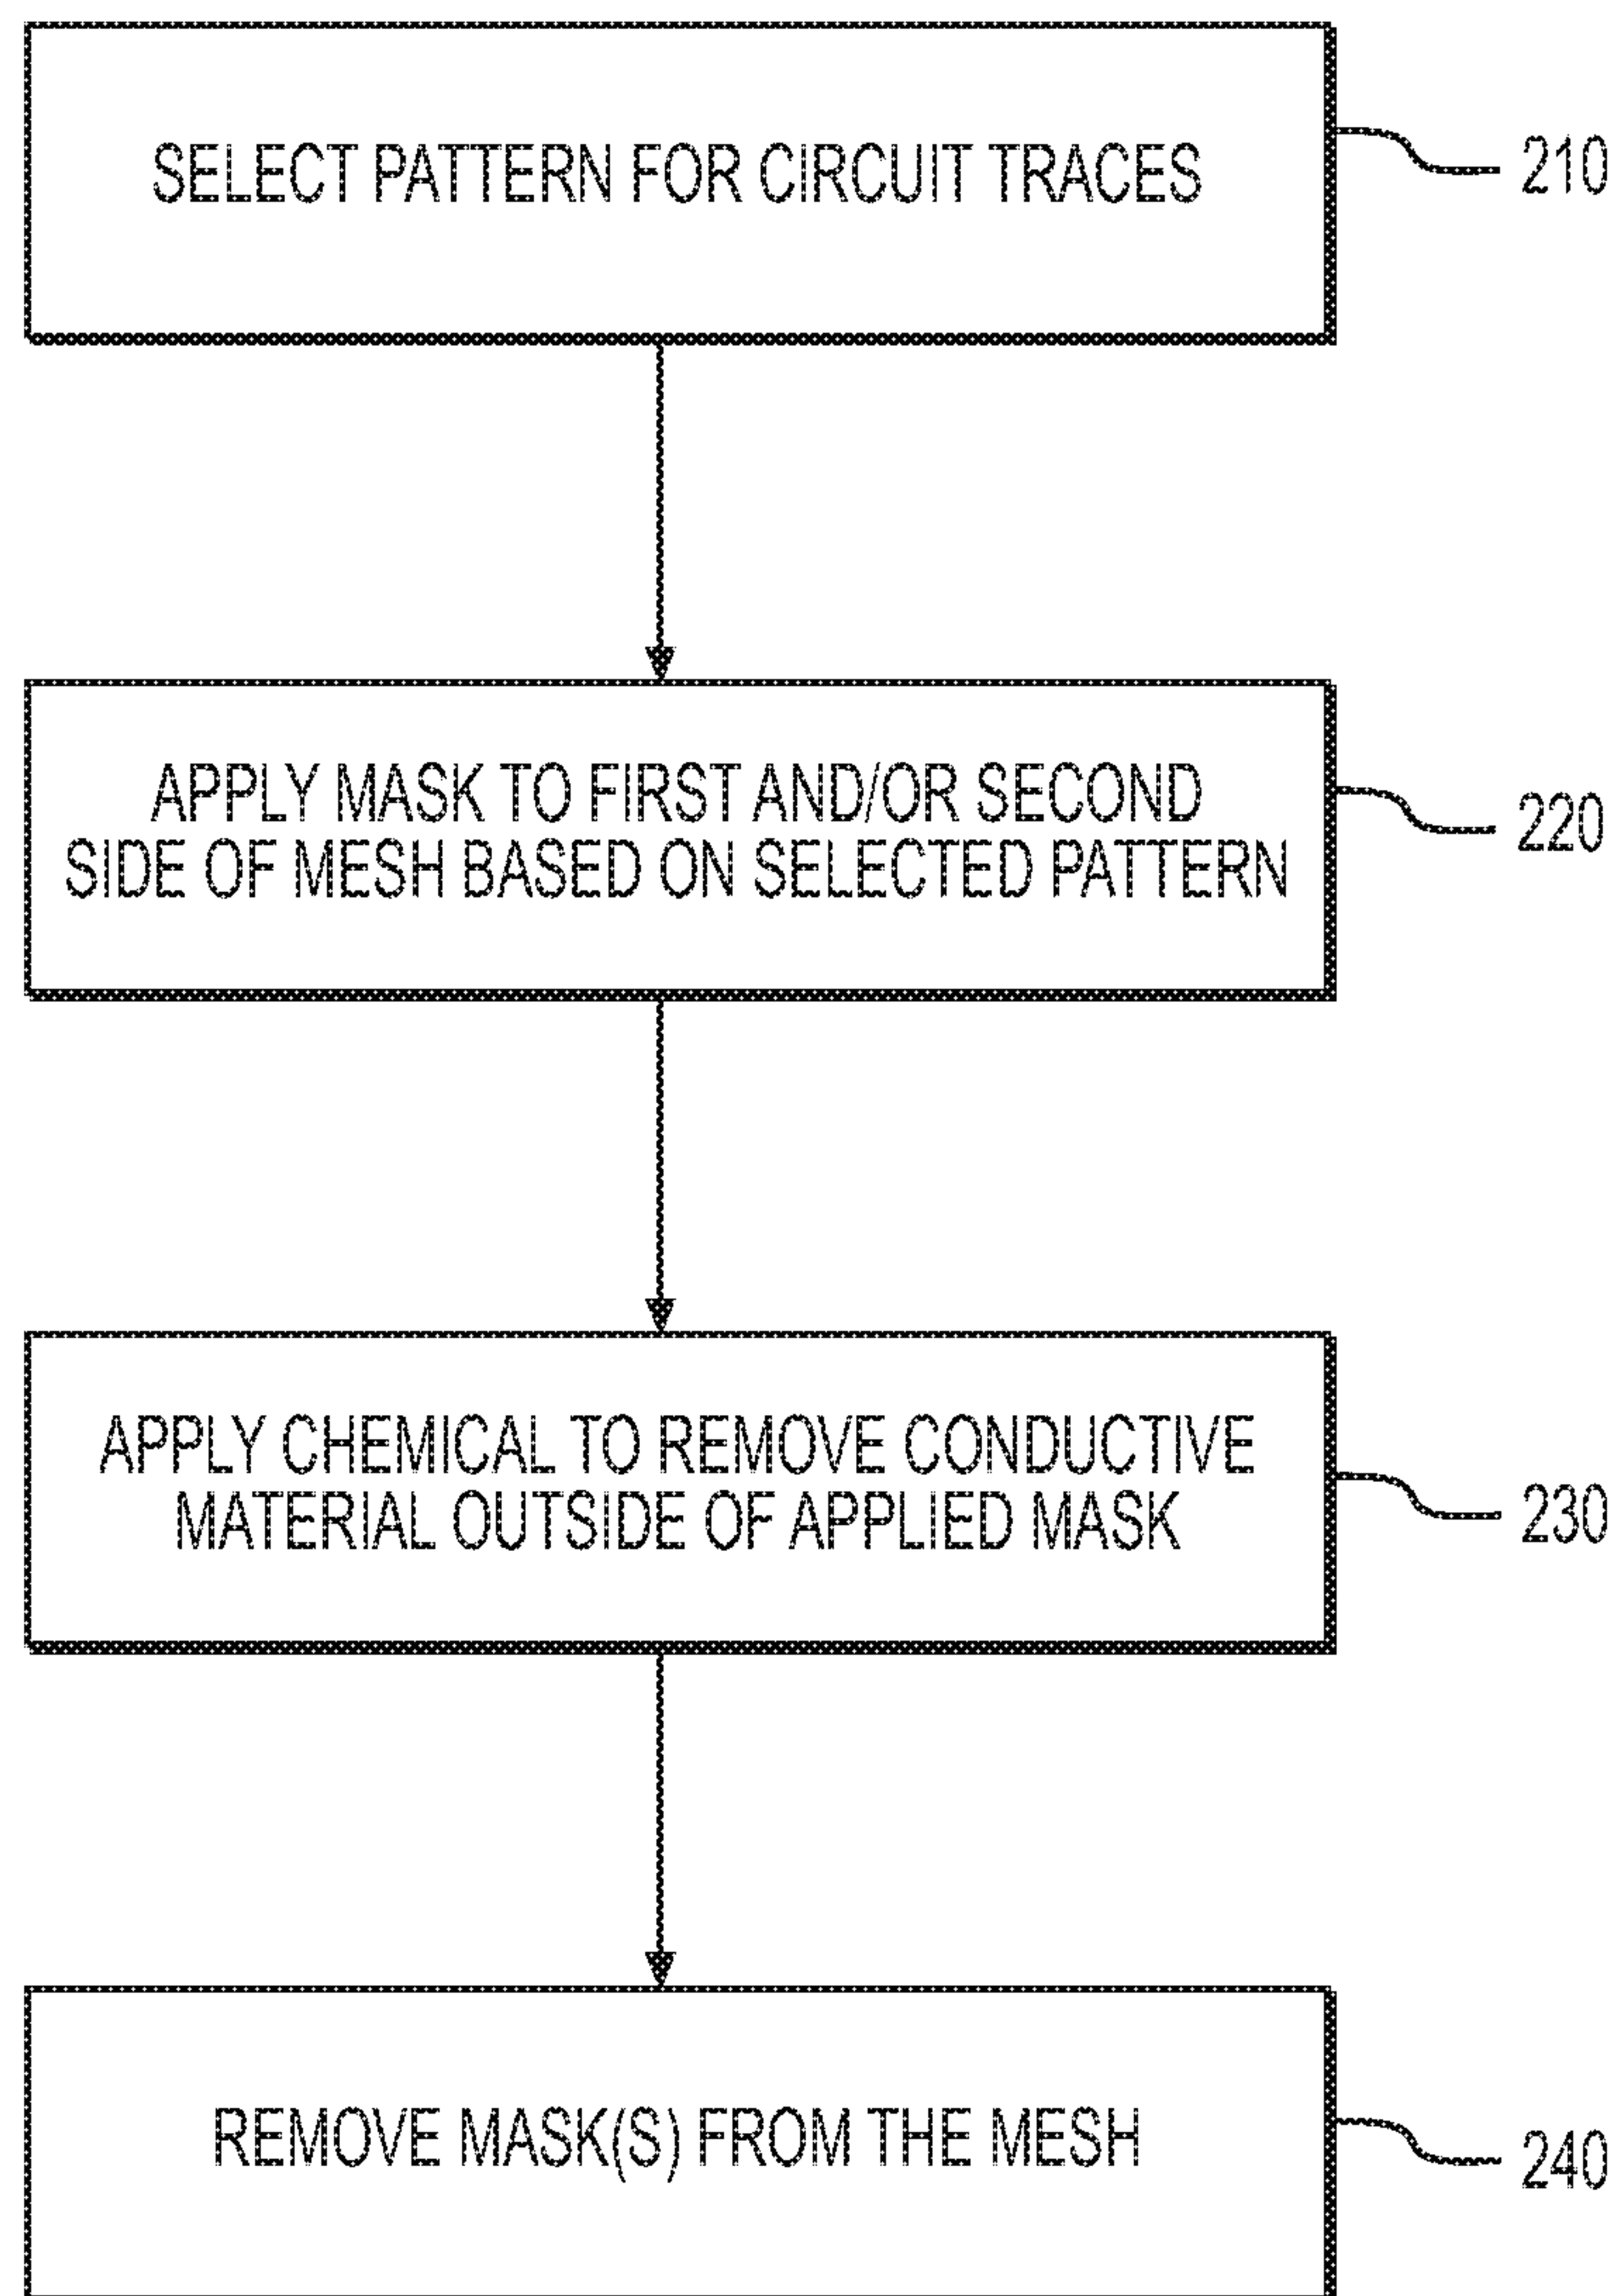 SELECT PATTERN FOR CIRCUIT TRACES
210
APPLY MASK TO FIRST AND/OR SECOND
SIDE OF MESH BASED ON SELECTED PATTERN
220
APPLY CHEMICAL TO REMOVE CONDUCTIVE
MATERIAL OUTSIDE OF APPLIED MASK
230
REMOVE MASK(S) FROM THE MESH
240